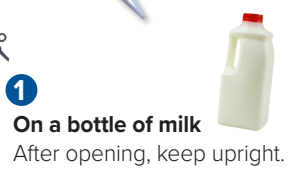 1
On a bottle of milk
After opening, keep upright.